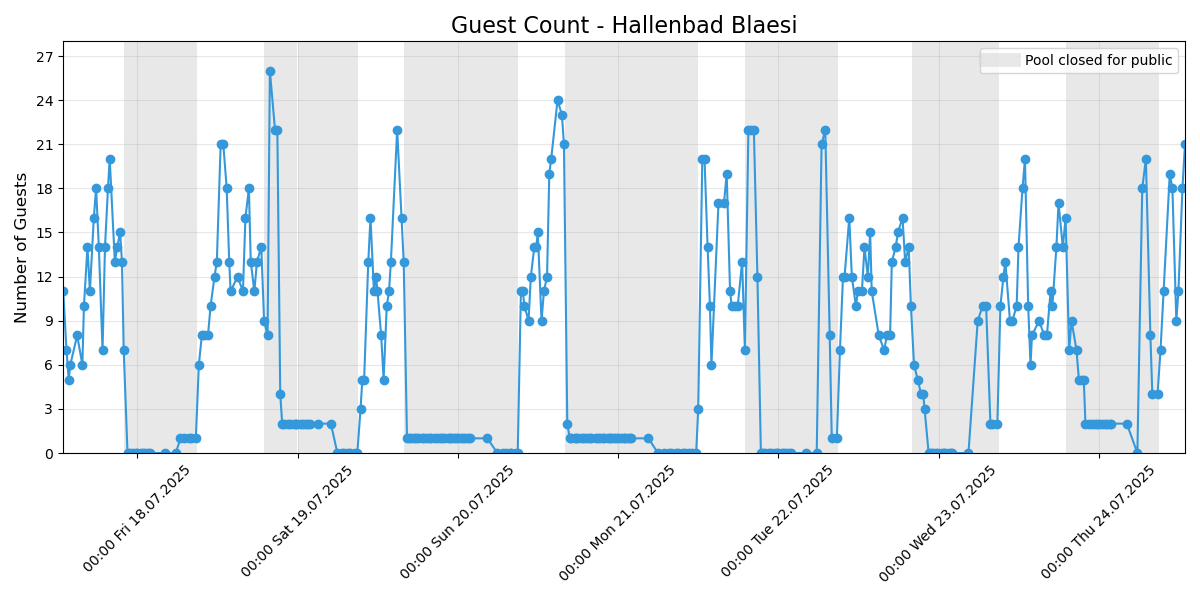 Guest Count - Hallenbad Blaesi
Pool closed for public
Number of Guests
27
24
21
18
15
12
9
6
3
0
00:00 Fri 18.07.2025
00:00 Sat 19.07.2025
00:00 Sun 20.07.2025
00:00 Mon 21.07.2025
00:00 Tue 22.07.2025
00:00 Wed 23.07.2025
00:00 Thu 24.07.2025